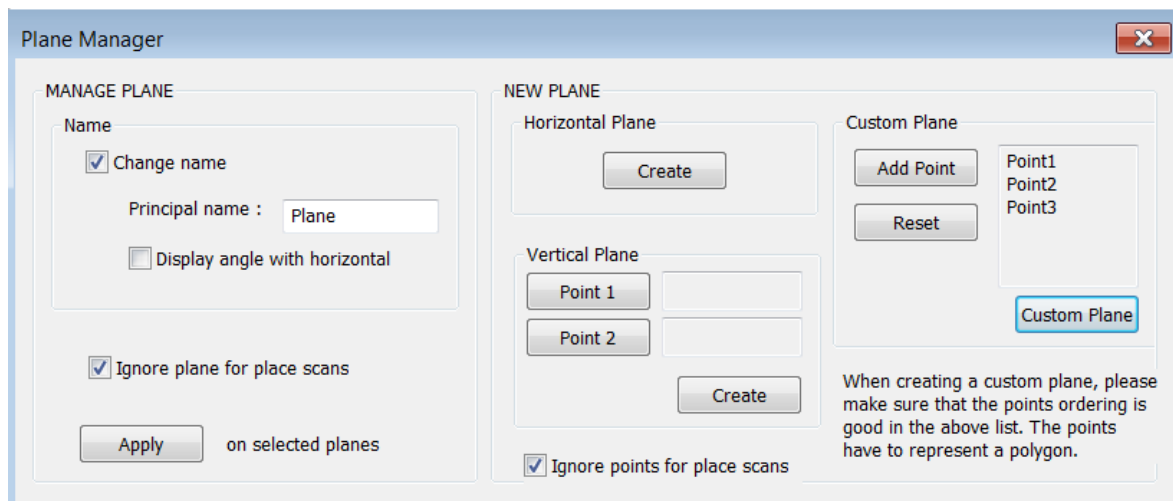 Plane Manager
MANAGE PLANE
Name
Change name
Principal name :
Plane
Display angle with horizontal
Ignore plane for place scans
Apply
on selected planes
NEW PLANE
Horizontal Plane
Create
Vertical Plane
Point 1
Point 2
Create
Ignore points for place scans
Custom Plane
Add Point
Reset
Point1
Point2
Point3
Custom Plane
When creating a custom plane, please
make sure that the points ordering is
good in the above list. The points
have to represent a polygon.